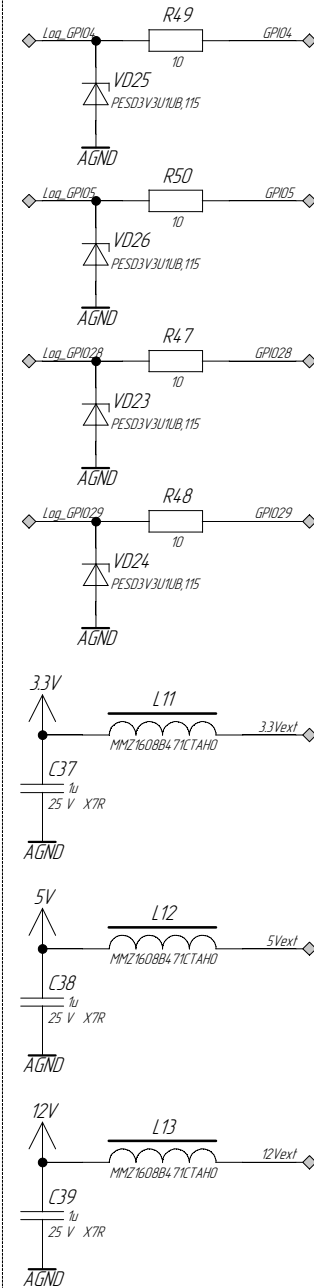 R49
Log_GPIO4
GPIO4
10
VD25
PESD3V3U1UB,115
AGND
R50
Log_GPIO5
GPIO5
10
VD26
PESD3V3U1UB,115
AGND
R47
Log_GPIO28
GPIO28
10
VD23
PESD3V3U1UB,115
AGND
R48
Log_GPIO29
GPIO29
10
VD24
PESD3V3U1UB,115
AGND
3.3V
L11
3.3Vext
MMZ1608B471CTAH0
C37
1u
25 V X7R
AGND
5V
L12
5Vext
MMZ1608B471CTAH0
C38
1u
25 V X7R
AGND
12V
L13
12Vext
MMZ1608B471CTAH0
C39
1u
25 V X7R
AGND